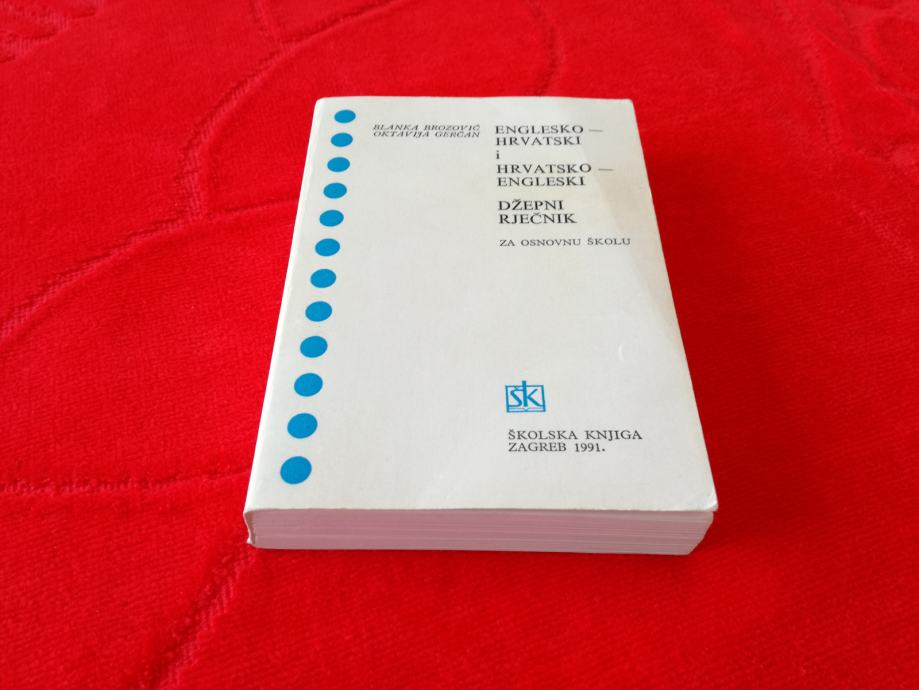 BLANKA BROZOVIĆ
OKTAVIJA GERČAN
ENGLESKO —
HRVATSKI
i
HRVATSKO —
ENGLESKI
DŽEPNI
RJEČNIK
ZA OSNOVNU ŠKOLU
ŠK
ŠKOLSKA KNJIGA
ZAGREB 1991.